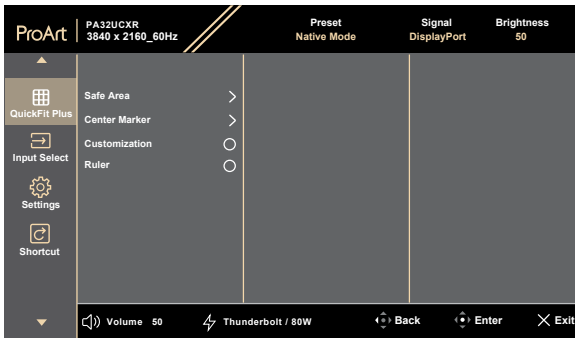 ProArt
PA32UCXR
3840 x 2160_60Hz
Preset
Native Mode
Signal
DisplayPort
Brightness
50
QuickFit Plus
Input Select
Settings
Shortcut
Safe Area
Center Marker
Customization
Ruler
Volume 50
Thunderbolt / 80W
Back
Enter
Exit